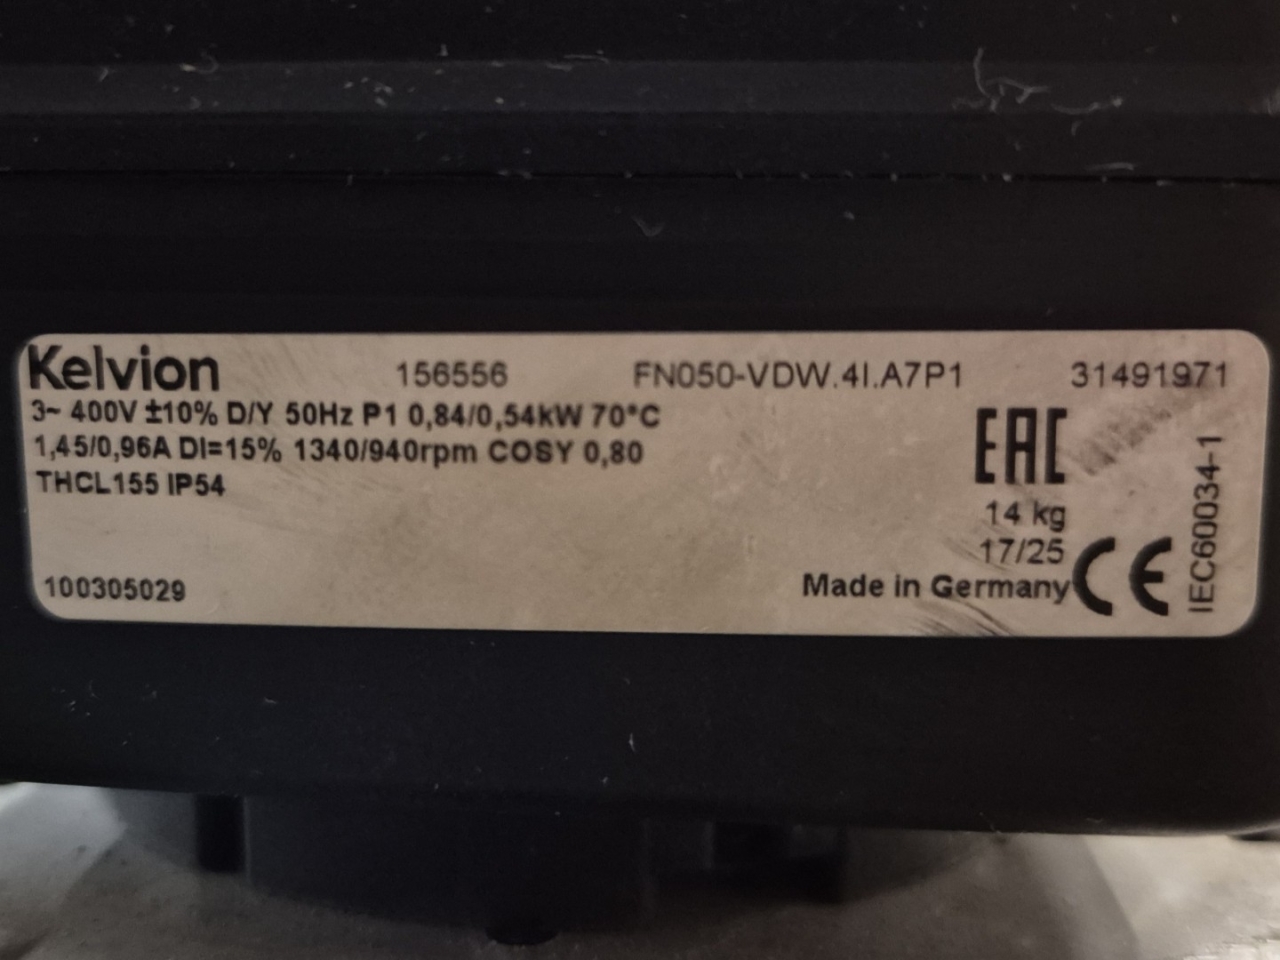 Kelvion 156556 FN050-VDW.4I.A7P1 31491971
3~ 400V ±10% D/Y 50Hz P1 0,84/0,54kW 70°C
1,45/0,96A DI=15% 1340/940rpm COSY 0,80
THCL155 IP54
EAC
14 kg
17/25
100305029
Made in Germany CE
IEC60034-1